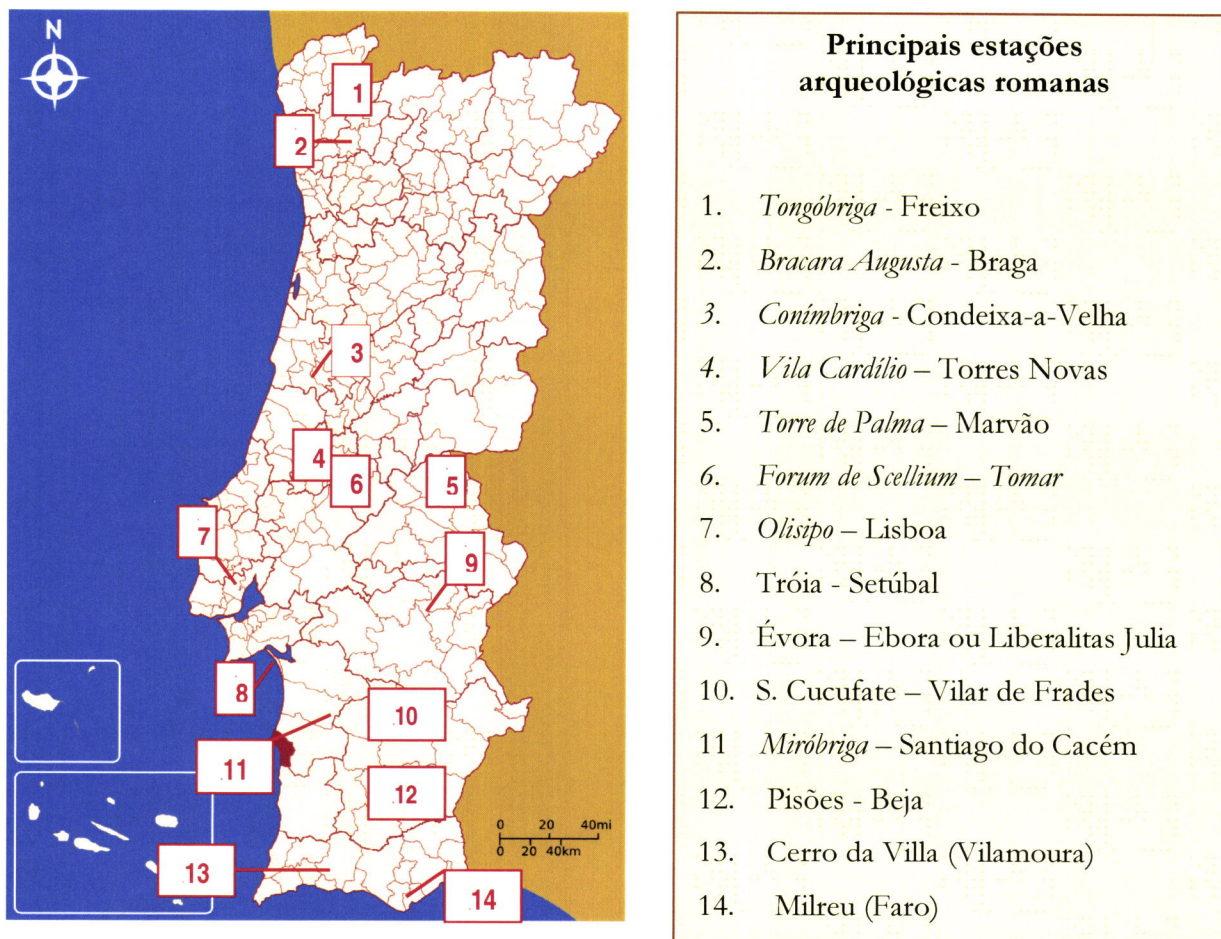 N
1
2
3
4
6
5
7
9
8
10
11
12
0 20 40mi
0 20 40km
13
14
Principais estações
arqueológicas romanas
1. Tongóbriga - Freixo
2. Bracara Augusta - Braga
3. Conímbriga - Condeixa-a-Velha
4. Vila Cardílio – Torres Novas
5. Torre de Palma – Marvão
6. Forum de Scellium – Tomar
7. Olisipo – Lisboa
8. Tróia - Setúbal
9. Évora – Ebora ou Liberalitas Julia
10. S. Cucufate – Vilar de Frades
11 Miróbriga – Santiago do Cacém
12. Pisões - Beja
13. Cerro da Villa (Vilamoura)
14. Milreu (Faro)